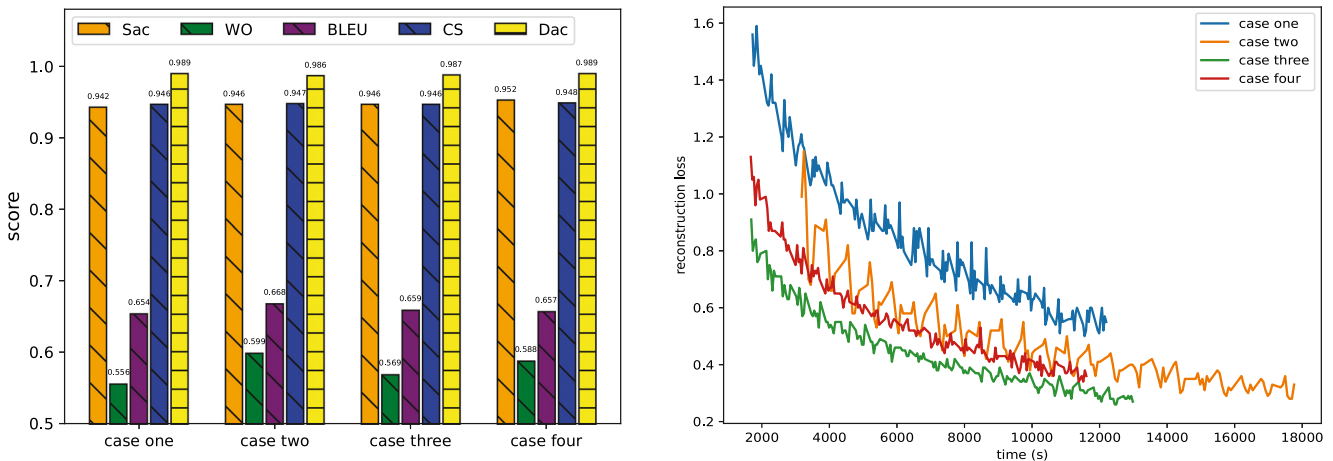 Sac WO BLEU CS Dac
score
1.0
0.9
0.8
0.7
0.6
0.5
0.942 0.556 0.654 0.946 0.989
0.946 0.599 0.668 0.947 0.986
0.946 0.569 0.659 0.946 0.987
0.952 0.588 0.657 0.948 0.989
case one case two case three case four
case one
case two
case three
case four
reconstruction loss
1.6
1.4
1.2
1.0
0.8
0.6
0.4
0.2
2000 4000 6000 8000 10000 12000 14000 16000 18000
time (s)